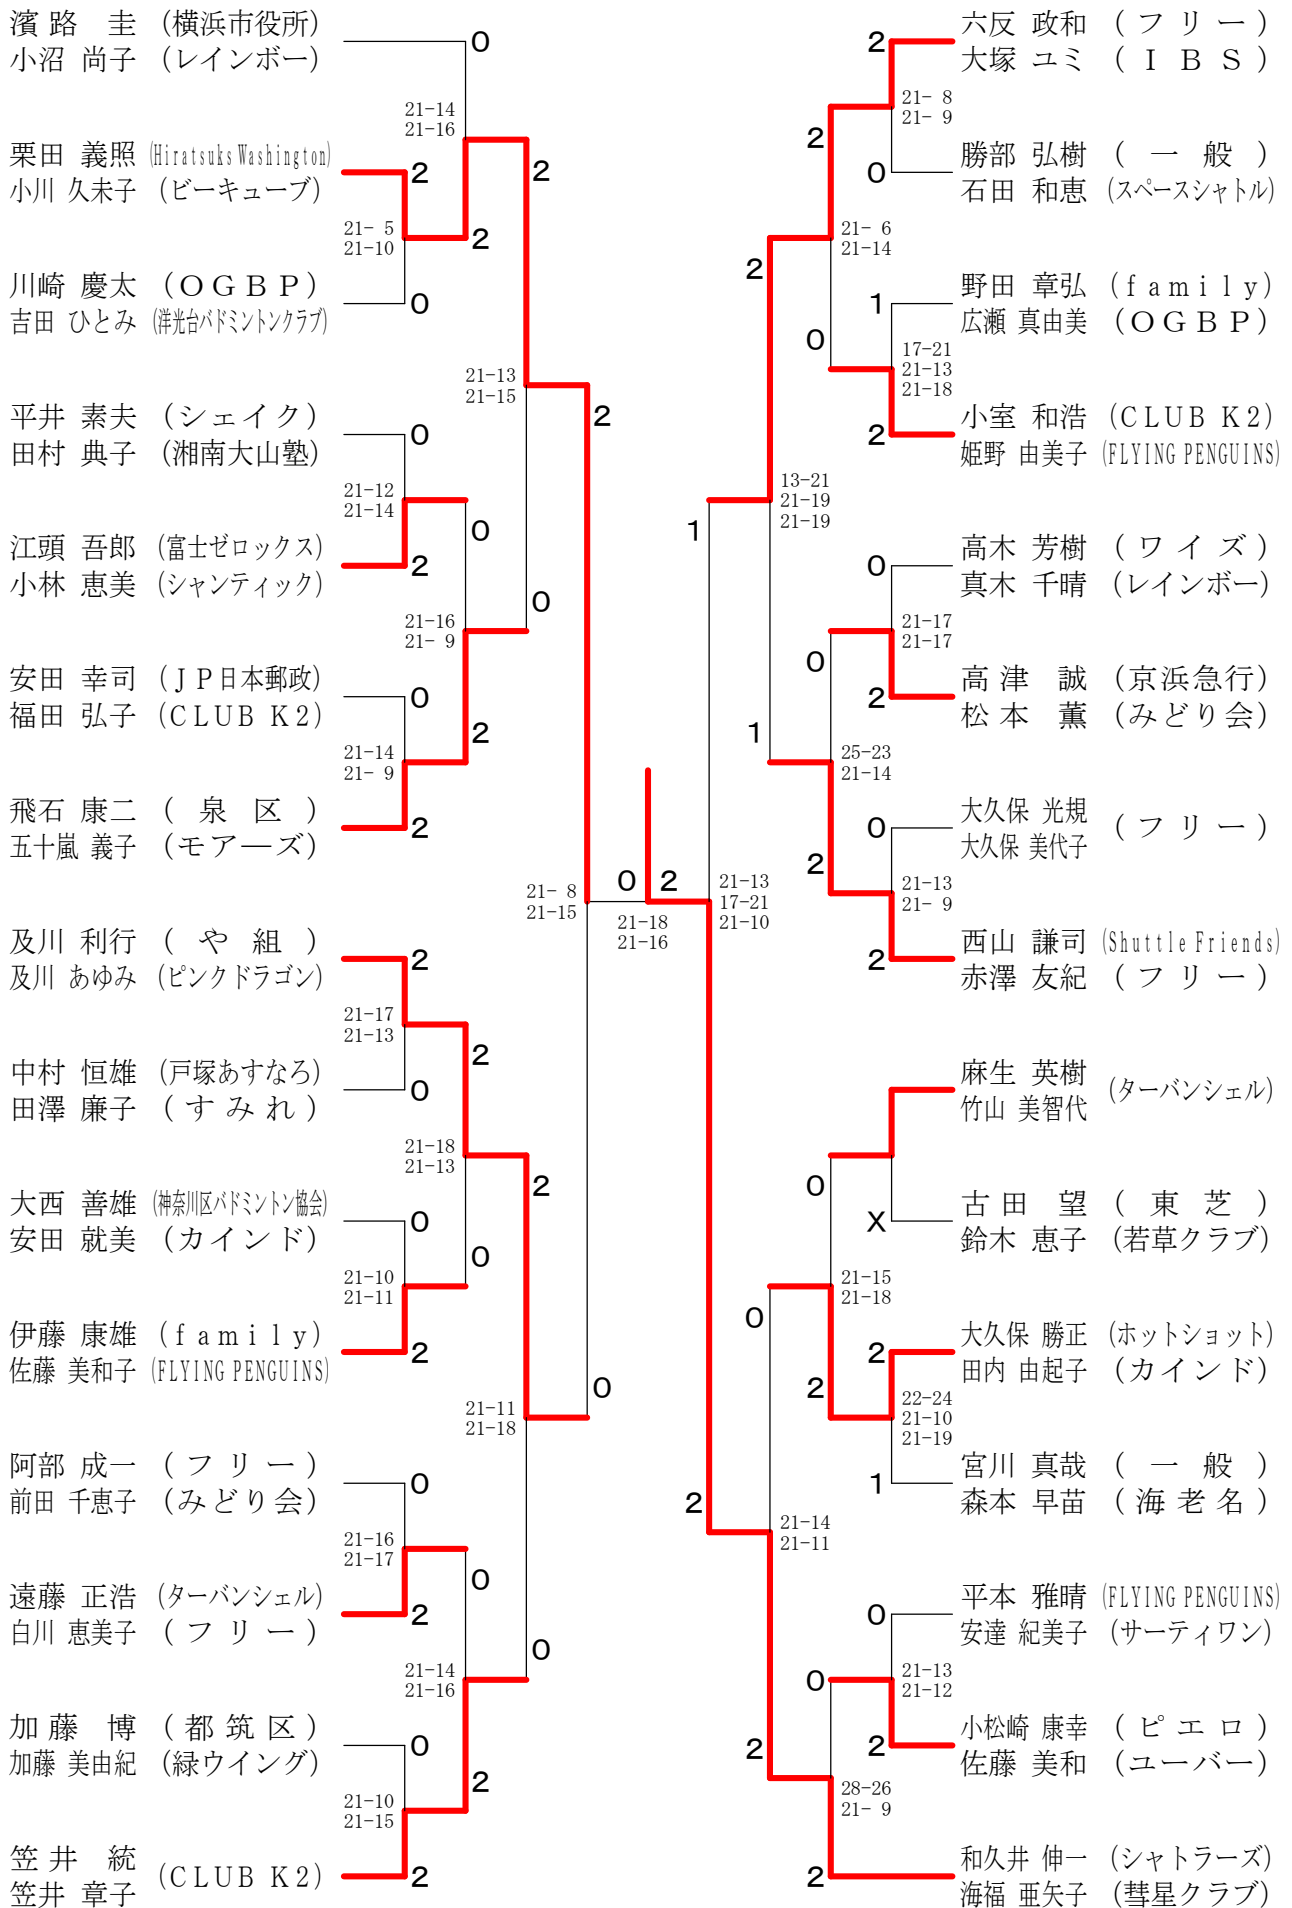 濱路 圭 (横浜市役所)
小沼 尚子 (レインボー)
0
21-14
21-16
栗田 義照 (Hiratsuks Washington)
小川 久未子 (ビーキューブ)
2
2
21- 5
21-10
2
川崎 慶太 (OGBP)
吉田 ひとみ (洋光台バドミントンクラブ)
0
21-13
21-15
2
平井 素夫 (シェイク)
田村 典子 (湘南大山塾)
0
21-12
21-14
0
江頭 吾郎 (富士ゼロックス)
小林 恵美 (シャンティック)
2
0
21-16
21- 9
安田 幸司 (JP日本郵政)
福田 弘子 (CLUB K2)
0
2
21-14
21- 9
飛石 康二 (泉区)
五十嵐 義子 (モアーズ)
2
21- 8
21-15
0
2
21-18
21-16
及川 利行 (や組)
及川 あゆみ (ピンクドラゴン)
2
21-17
21-13
2
中村 恒雄 (戸塚あすなろ)
田澤 廉子 (すみれ)
0
21-18
21-13
2
大西 善雄 (神奈川区バドミントン協会)
安田 就美 (カインド)
0
0
21-10
21-11
伊藤 康雄 (family)
佐藤 美和子 (FLYING PENGUINS)
2
0
21-11
21-18
阿部 成一 (フリー)
前田 千恵子 (みどり会)
0
21-16
21-17
0
遠藤 正浩 (ターバンシェル)
白川 恵美子 (フリー)
2
0
21-14
21-16
加藤 博 (都筑区)
加藤 美由紀 (緑ウイング)
0
2
21-10
21-15
笠井 統
笠井 章子
(CLUB K2)
2
六反 政和 (フリー)
大塚 ユミ (IBS)
2
21- 8
21- 9
2
勝部 弘樹 (一般)
石田 和恵 (スペースシャトル)
0
21- 6
21-14
2
野田 章弘 (family)
広瀬 真由美 (OGBP)
1
0
17-21
21-13
21-18
小室 和浩 (CLUB K2)
姫野 由美子 (FLYING PENGUINS)
2
13-21
21-19
21-19
1
高木 芳樹 (ワイズ)
真木 千晴 (レインボー)
0
21-17
21-17
0
高津 誠 (京浜急行)
松本 薫 (みどり会)
2
1
25-23
21-14
大久保 光規
大久保 美代子
(フリー)
0
2
21-13
21- 9
21-13
17-21
21-10
西山 謙司 (Shuttle Friends)
赤澤 友紀 (フリー)
2
麻生 英樹
竹山 美智代
(ターバンシェル)
0
古田 望 (東芝)
鈴木 恵子 (若草クラブ)
X
21-15
21-18
0
大久保 勝正 (ホットショット)
田内 由起子 (カインド)
2
2
22-24
21-10
21-19
宮川 真哉 (一般)
森本 早苗 (海老名)
1
2
21-14
21-11
平本 雅晴 (FLYING PENGUINS)
安達 紀美子 (サーティワン)
0
0
21-13
21-12
小松崎 康幸 (ピエロ)
佐藤 美和 (ユーバー)
2
2
28-26
21- 9
和久井 伸一 (シャトラーズ)
海福 亜矢子 (彗星クラブ)
2